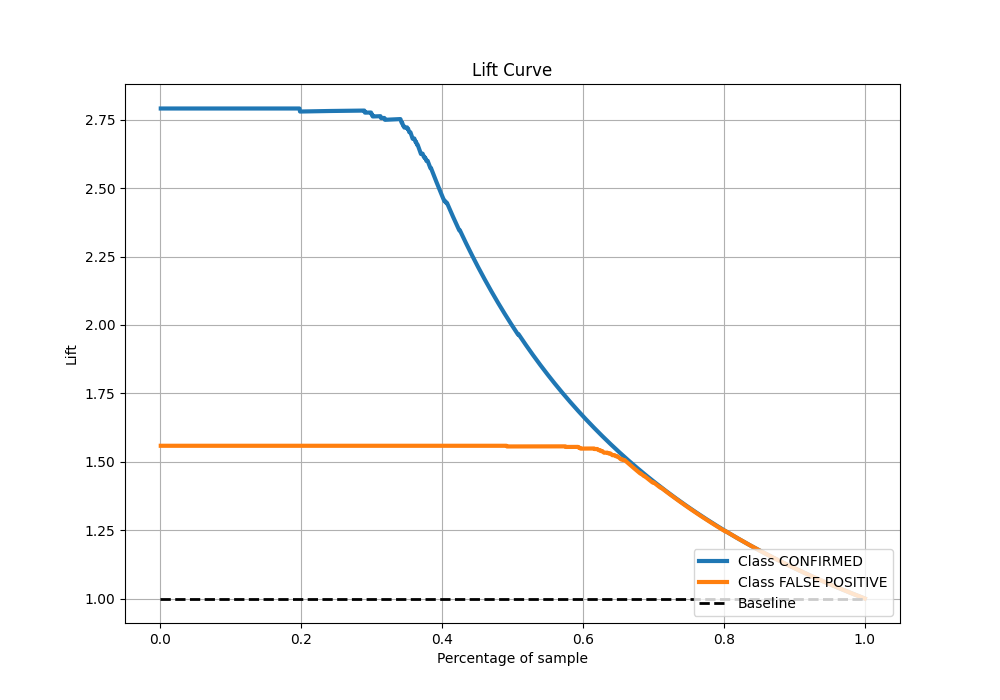 Lift Curve
2.75
2.50
2.25
2.00
1.75
1.50
1.25
1.00
Lift
0.0 0.2 0.4 0.6 0.8 1.0
Percentage of sample
Class CONFIRMED
Class FALSE POSITIVE
Baseline